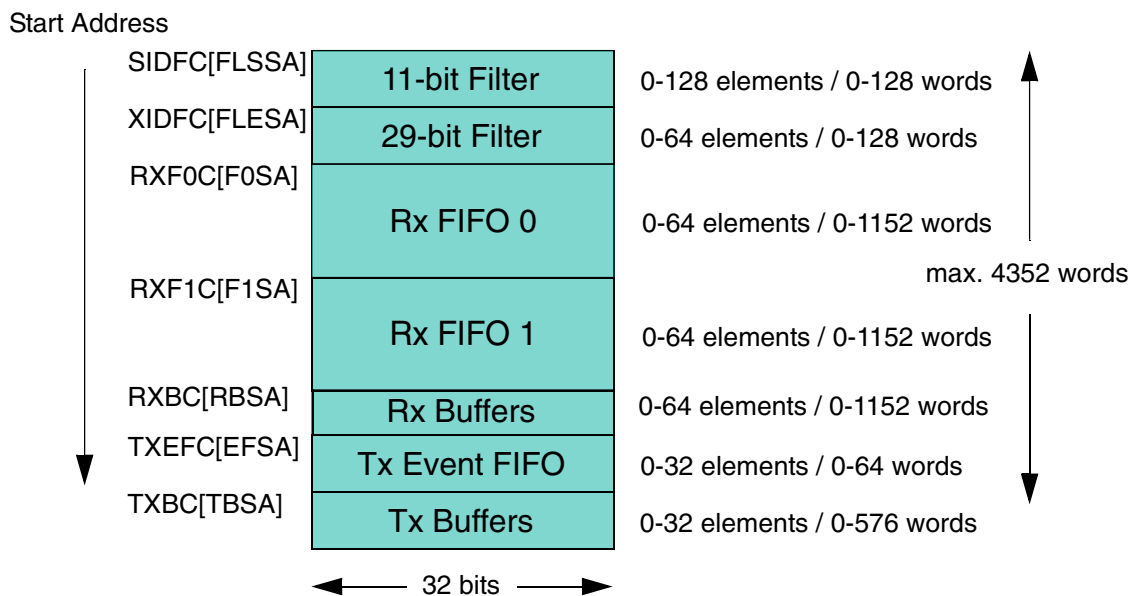 Start Address
SIDFC[FLSSA]
11-bit Filter
0-128 elements / 0-128 words
XIDFC[FLESA]
29-bit Filter
0-64 elements / 0-128 words
RXF0C[F0SA]
Rx FIFO 0
0-64 elements / 0-1152 words
max. 4352 words
RXF1C[F1SA]
Rx FIFO 1
0-64 elements / 0-1152 words
RXBC[RBSA]
Rx Buffers
0-64 elements / 0-1152 words
TXEFC[EFSA]
Tx Event FIFO
0-32 elements / 0-64 words
TXBC[TBSA]
Tx Buffers
0-32 elements / 0-576 words
32 bits